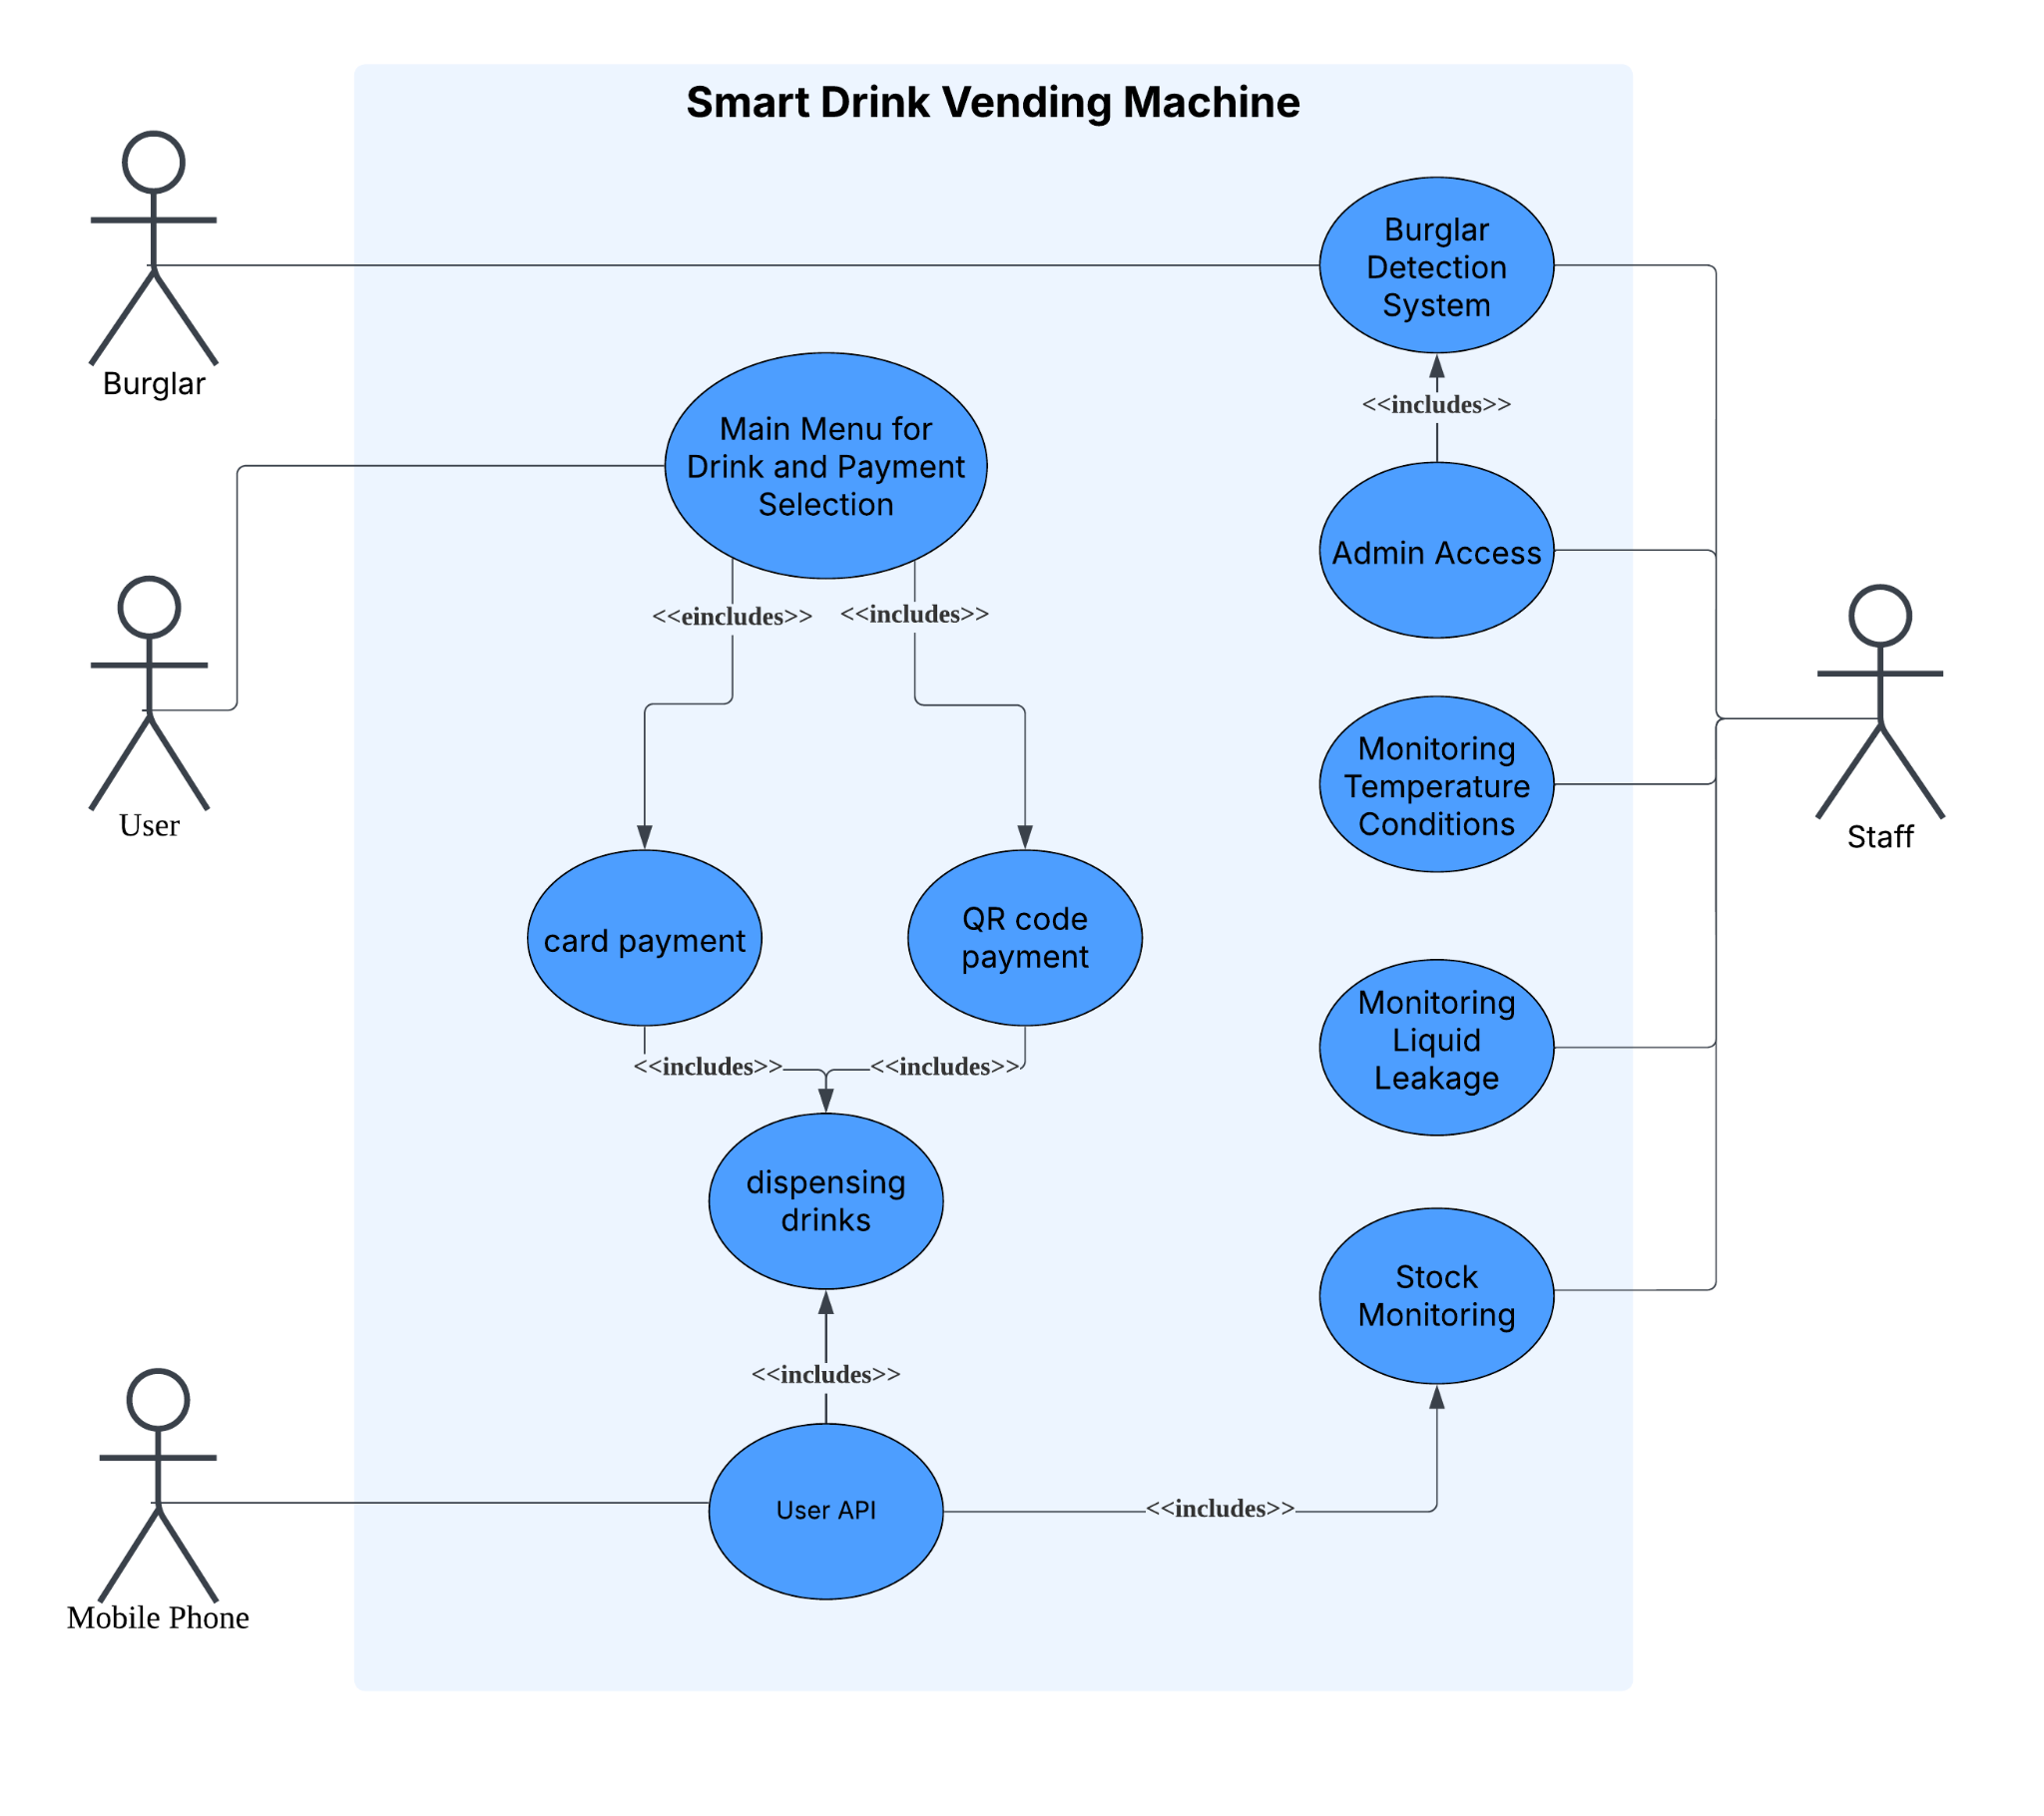 Smart Drink Vending Machine
Burglar
Detection
System
Burglar
<<includes>>
Main Menu for
Drink and Payment
Selection
Admin Access
<<eincludes>>
<<includes>>
Monitoring
Temperature
Conditions
User
Staff
card payment
QR code
payment
Monitoring
Liquid
Leakage
<<includes>>
<<includes>>
dispensing
drinks
Stock
Monitoring
<<includes>>
User API
<<includes>>
Mobile Phone